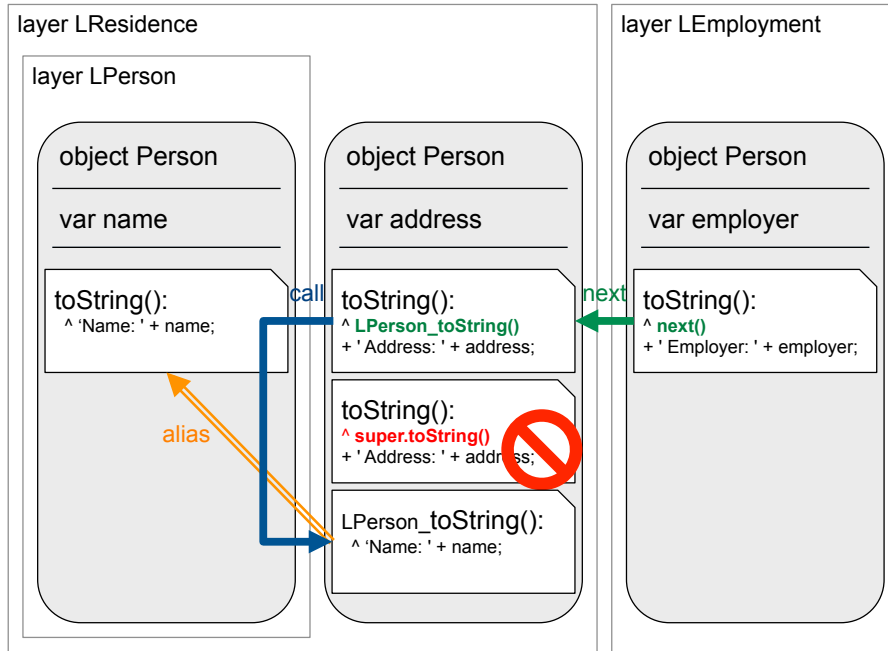 layer LResidence
layer LPerson
object Person
var name
toString():
^ ‘Name: ' + name;
alias
call
object Person
var address
toString():
^ LPerson_toString()
+ ' Address: ' + address;
toString():
^ super.toString()
+ ' Address: ' + address;
LPerson_toString():
^ ‘Name: ' + name;
next
layer LEmployment
object Person
var employer
toString():
^ next()
+ ' Employer: ' + employer;